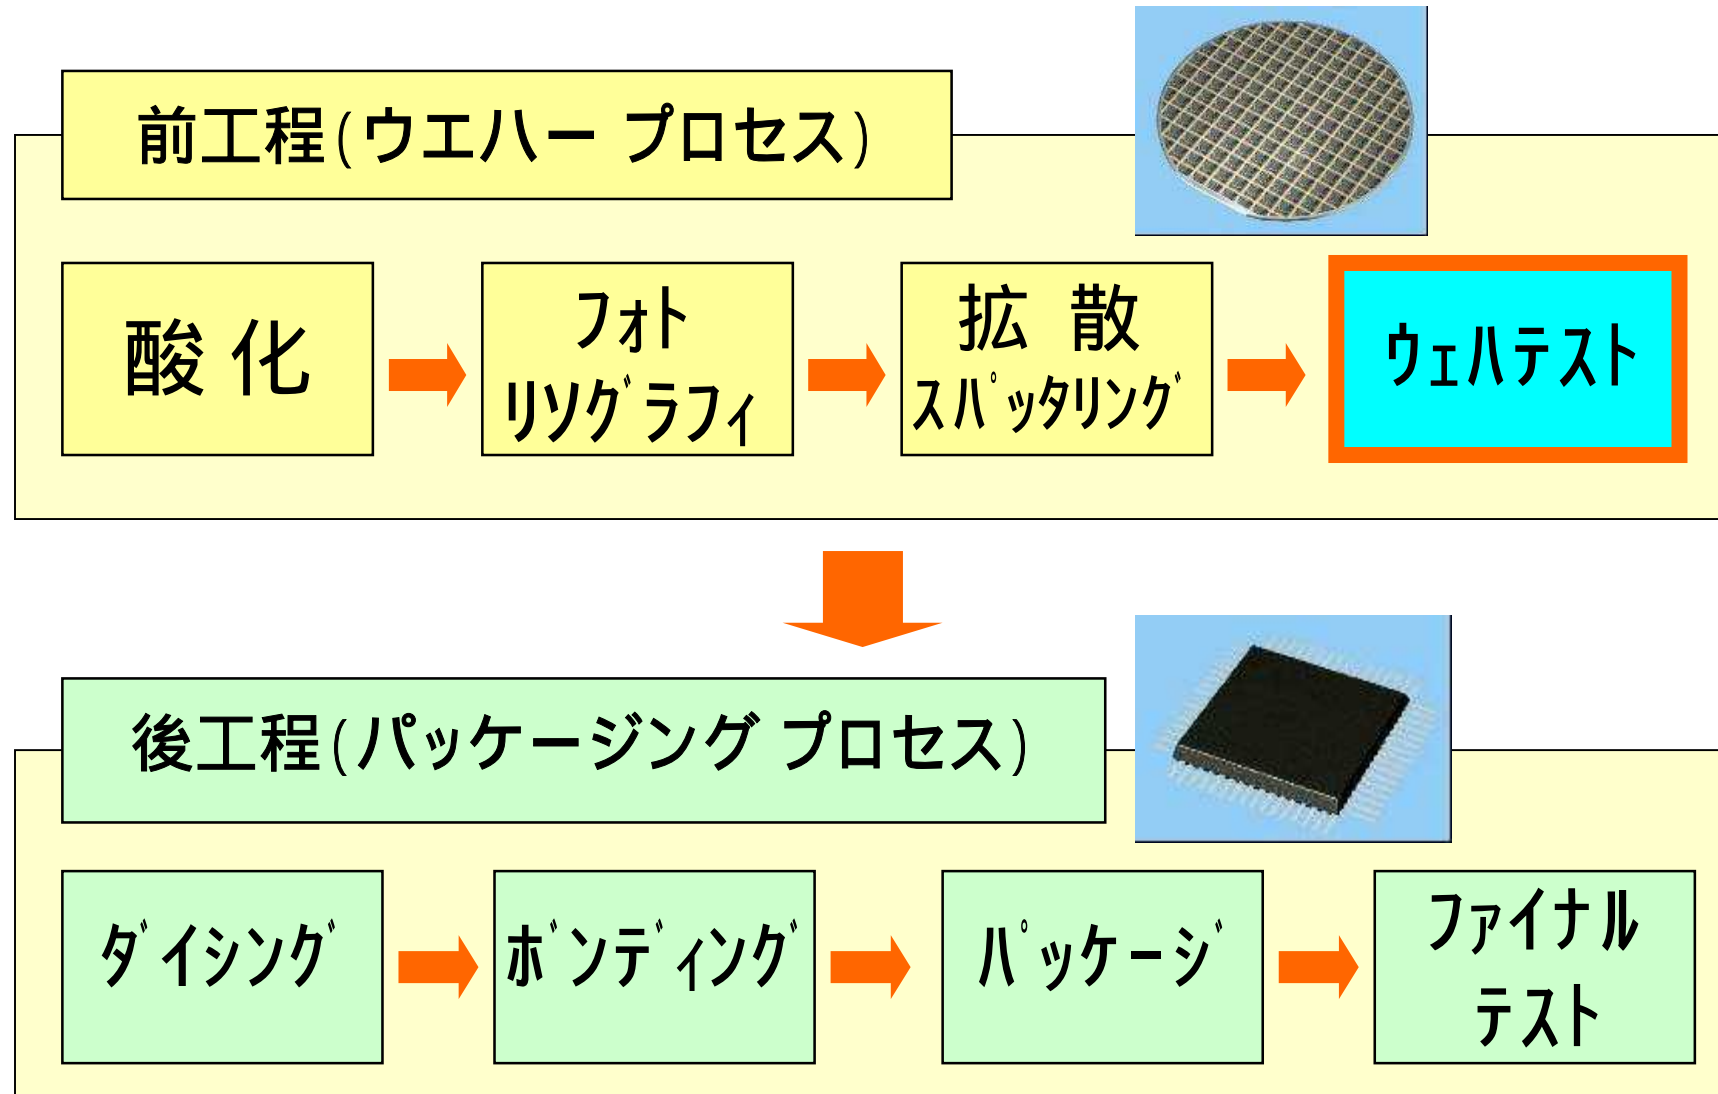 前工程(ウエハー プロセス)
酸 化
フォト
リソグラフィ
拡 散
スパッタリング
ウェハテスト
後工程(パッケージング プロセス)
ダイシング
ボンディング
パッケージ
ファイナル
テスト